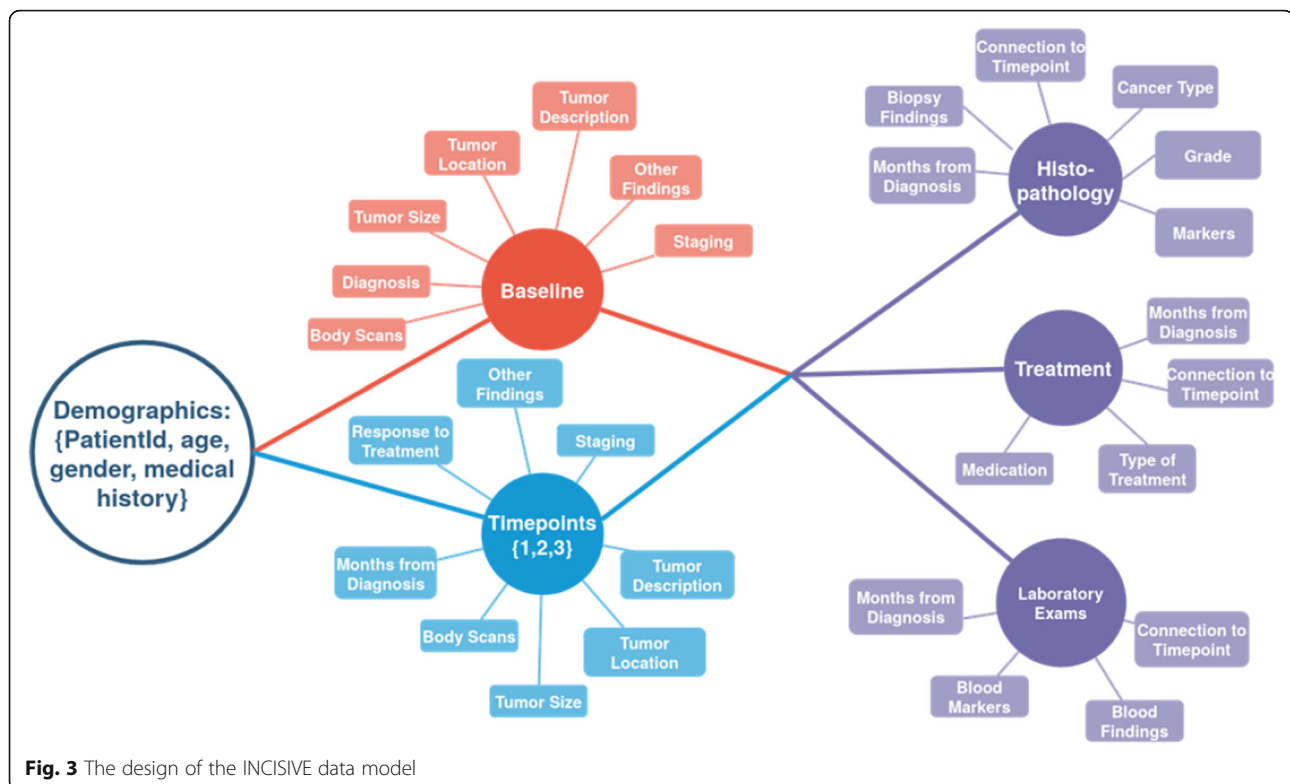 Connection to
Timepoint
Cancer Type
Biopsy
Findings
Months from
Diagnosis
Histo-
pathology
Grade
Markers
Tumor
Description
Tumor
Location
Other
Findings
Tumor Size
Staging
Diagnosis
Baseline
Body Scans
Months from
Diagnosis
Treatment
Connection to
Timepoint
Medication
Type of
Treatment
Demographics:
{PatientId, age,
gender, medical
history}
Other
Findings
Response to
Treatment
Staging
Timepoints
{1,2,3}
Months from
Diagnosis
Tumor
Description
Body Scans
Tumor
Location
Tumor Size
Months from
Diagnosis
Laboratory
Exams
Connection to
Timepoint
Blood
Markers
Blood
Findings
Fig. 3 The design of the INCISIVE data model